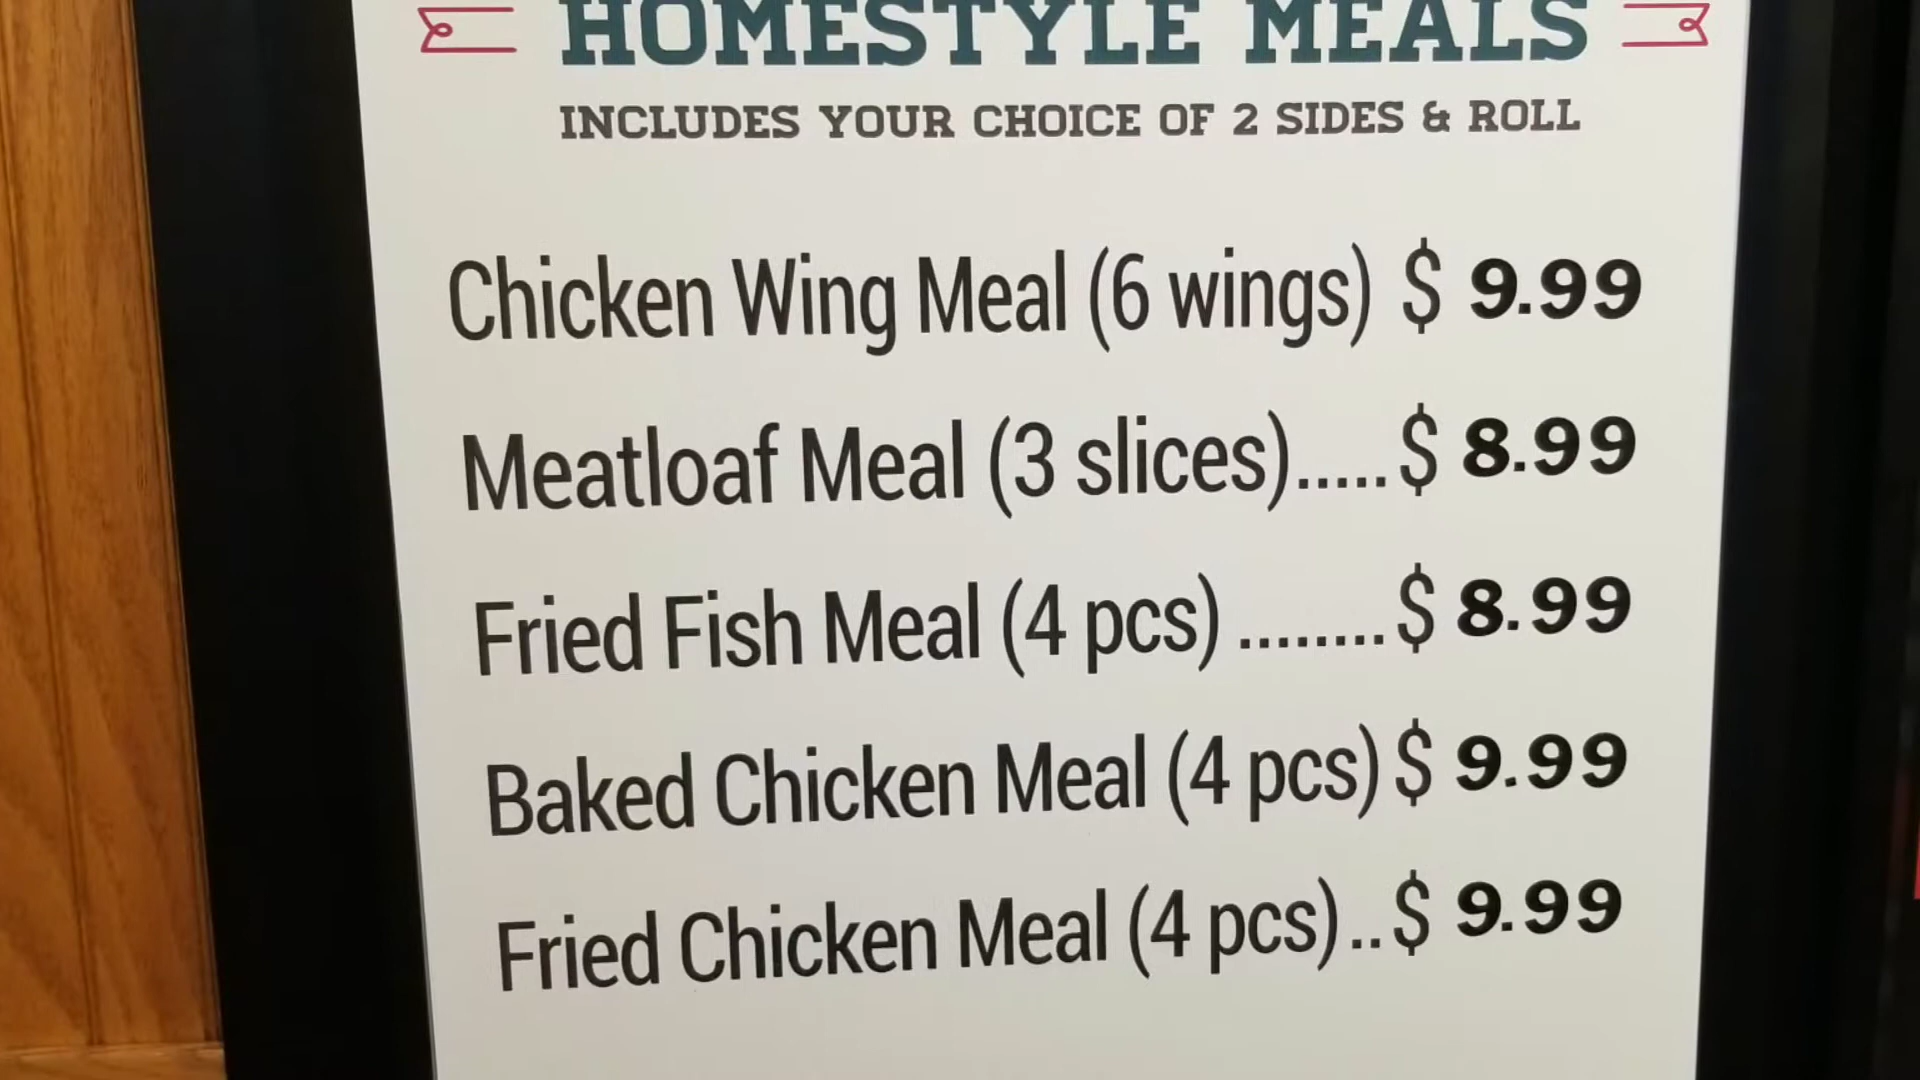 HOMESTYLE MEALS
INCLUDES YOUR CHOICE OF 2 SIDES & ROLL
Chicken Wing Meal (6 wings) $ 9.99
Meatloaf Meal (3 slices).....$ 8.99
Fried Fish Meal (4 pcs) ........$ 8.99
Baked Chicken Meal (4 pcs) $ 9.99
Fried Chicken Meal (4 pcs)..$ 9.99